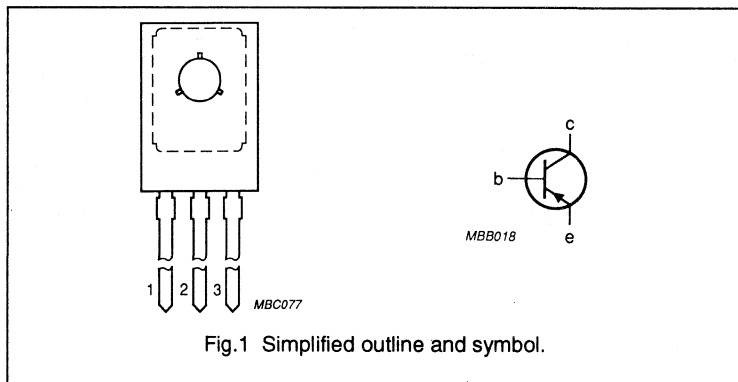 c
b
MBB018
e
1 2 3
MBC077
Fig.1 Simplified outline and symbol.